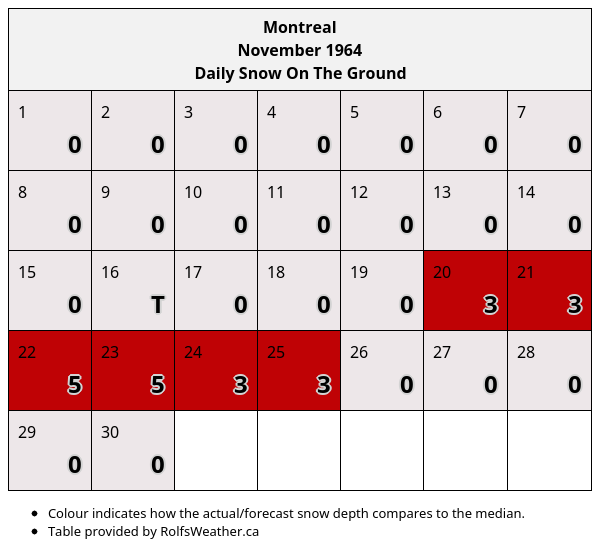 Montreal
November 1964
Daily Snow On The Ground
1 2 3 4 5 6 7
0 0 0 0 0 0 0
8 9 10 11 12 13 14
0 0 0 0 0 0 0
15 16 17 18 19 20 21
0 T 0 0 0 3 3
22 23 24 25 26 27 28
5 5 3 3 0 0 0
29 30
0 0
• Colour indicates how the actual/forecast snow depth compares to the median.
• Table provided by RolfsWeather.ca